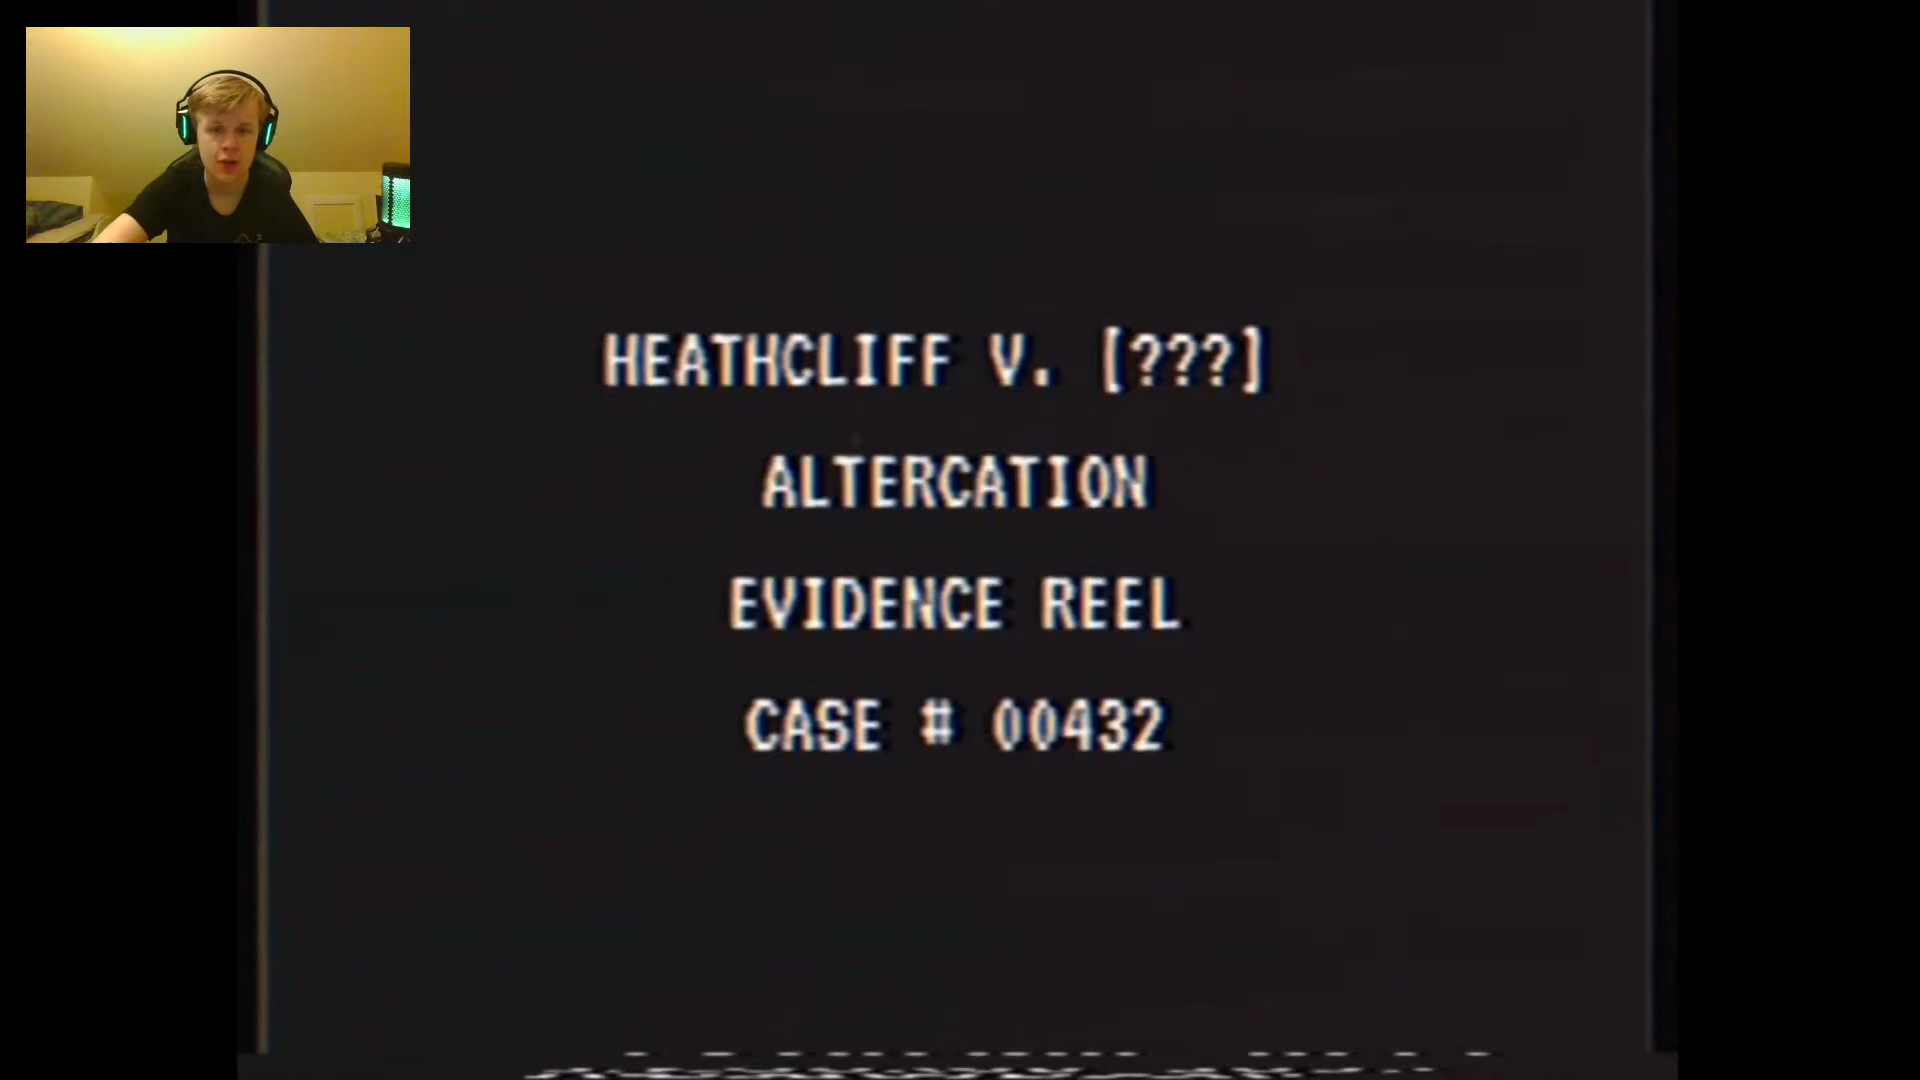 HEATHCLIFF V. [???]
ALTERCATION
EVIDENCE REEL
CASE # 00432